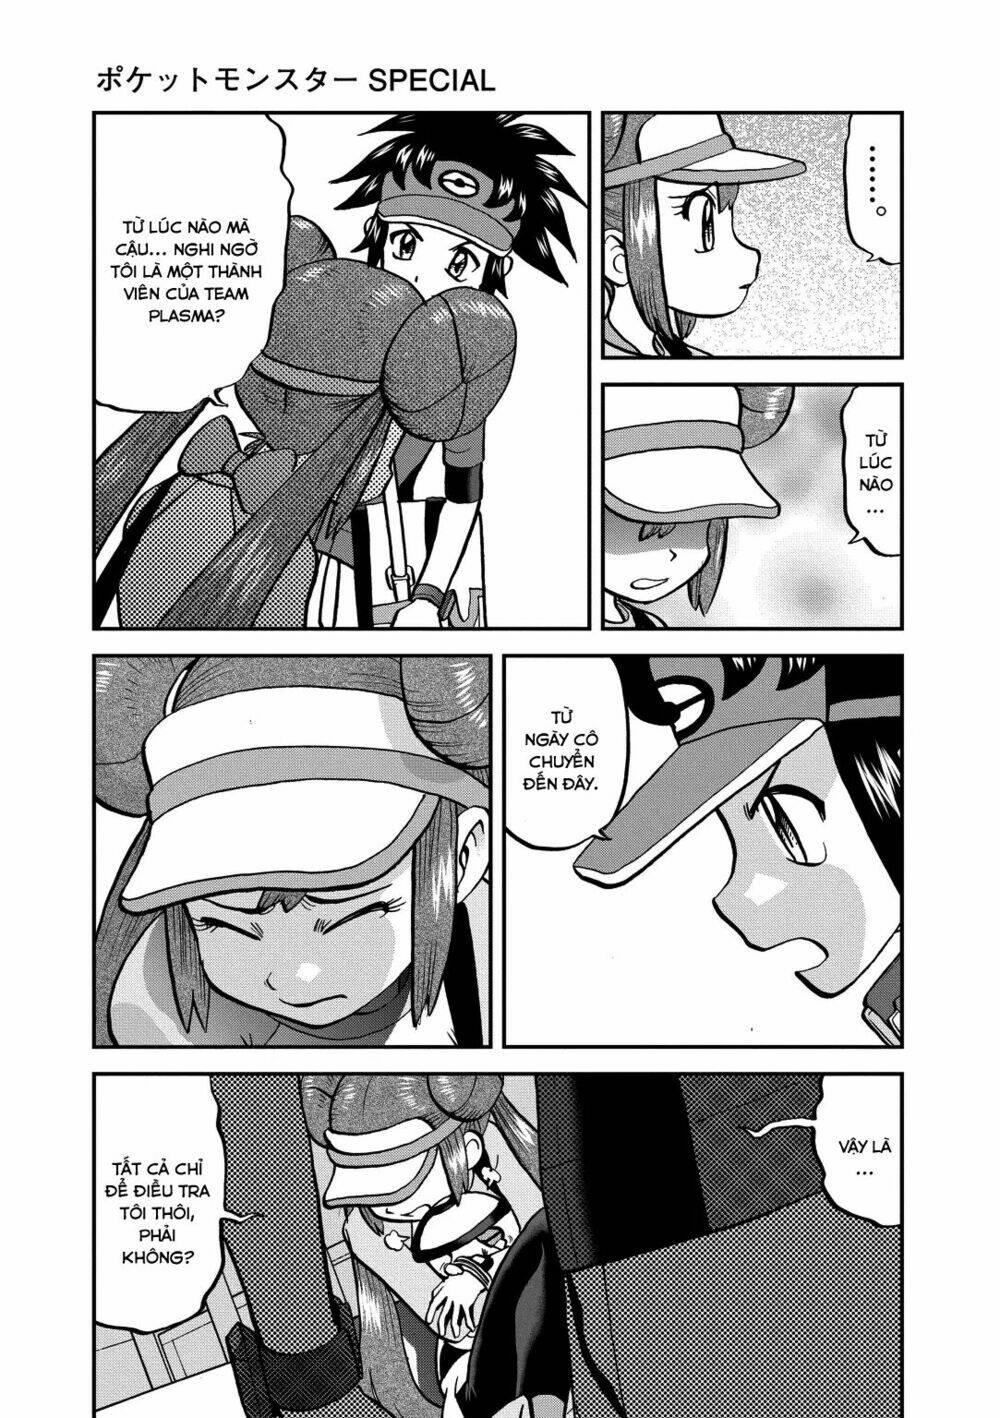 ポケットモンスター SPECIAL
.......。
TỪ
LÚC
NÀO
...
TỪ LÚC NÀO MÀ
CẬU... NGHI NGỜ
TÔI LÀ MỘT THÀNH
VIÊN CỦA TEAM
PLASMA?
TỪ
NGÀY CÔ
CHUYỂN
ĐẾN ĐÂY.
VẬY LÀ
...
TẤT CẢ CHỈ
ĐỂ ĐIỀU TRA
TÔI THÔI,
PHẢI
KHÔNG?